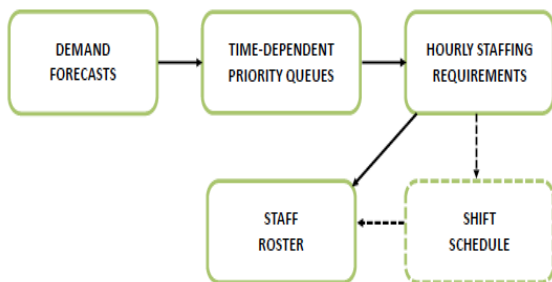 DEMAND
FORECASTS
TIME-DEPENDENT
PRIORITY QUEUES
HOURLY STAFFING
REQUIREMENTS
STAFF
ROSTER
SHIFT
SCHEDULE